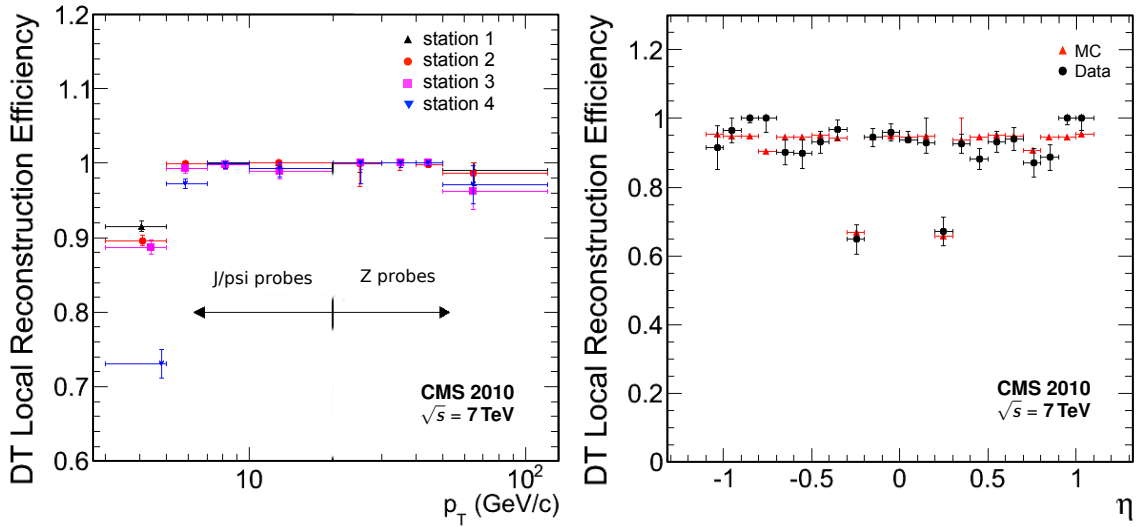 DT Local Reconstruction Efficiency
1.2
1.1
1
0.9
0.8
0.7
0.6
station 1
station 2
station 3
station 4
J/psi probes
Z probes
CMS 2010
√s = 7 TeV
10
10²
p_T (GeV/c)
DT Local Reconstruction Efficiency
1.2
1
0.8
0.6
0.4
0.2
0
MC
Data
CMS 2010
√s = 7 TeV
-1
-0.5
0
0.5
1
η